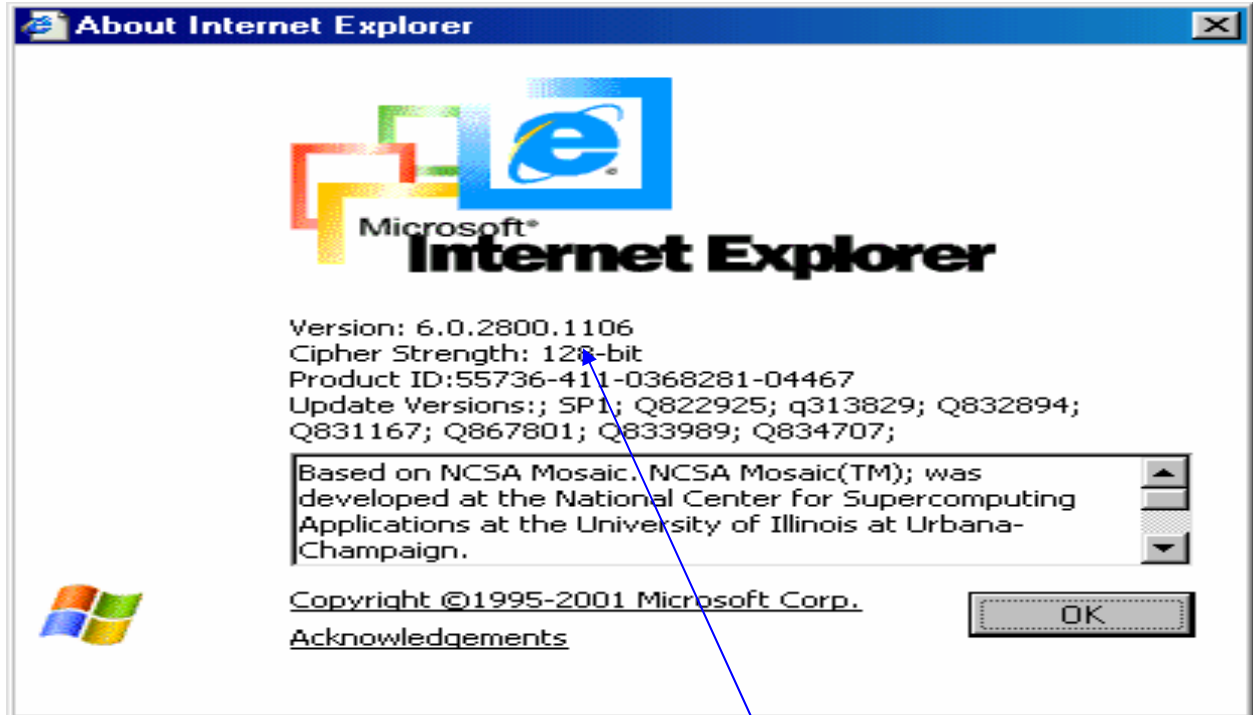 About Internet Explorer
Microsoft®
Internet Explorer
Version: 6.0.2800.1106
Cipher Strength: 128-bit
Product ID:55736-411-0368281-04467
Update Versions:; SP1; Q822925; q313829; Q832894;
Q831167; Q867801; Q833989; Q834707;
Based on NCSA Mosaic. NCSA Mosaic(TM); was
developed at the National Center for Supercomputing
Applications at the University of Illinois at Urbana-
Champaign.
Copyright ©1995-2001 Microsoft Corp.
OK
Acknowledgements